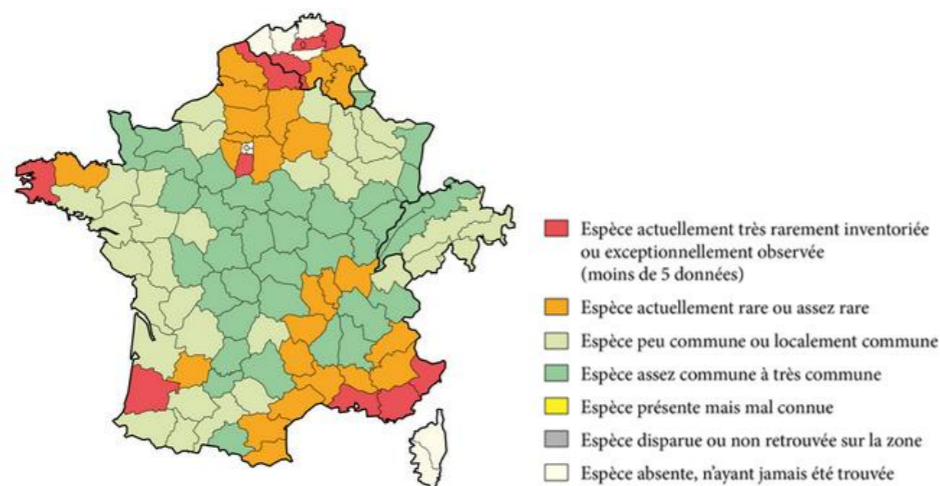 Espèce actuellement très rarement inventoriée
ou exceptionnellement observée
(moins de 5 données)
Espèce actuellement rare ou assez rare
Espèce peu commune ou localement commune
Espèce assez commune à très commune
Espèce présente mais mal connue
Espèce disparue ou non retrouvée sur la zone
Espèce absente, n'ayant jamais été trouvée